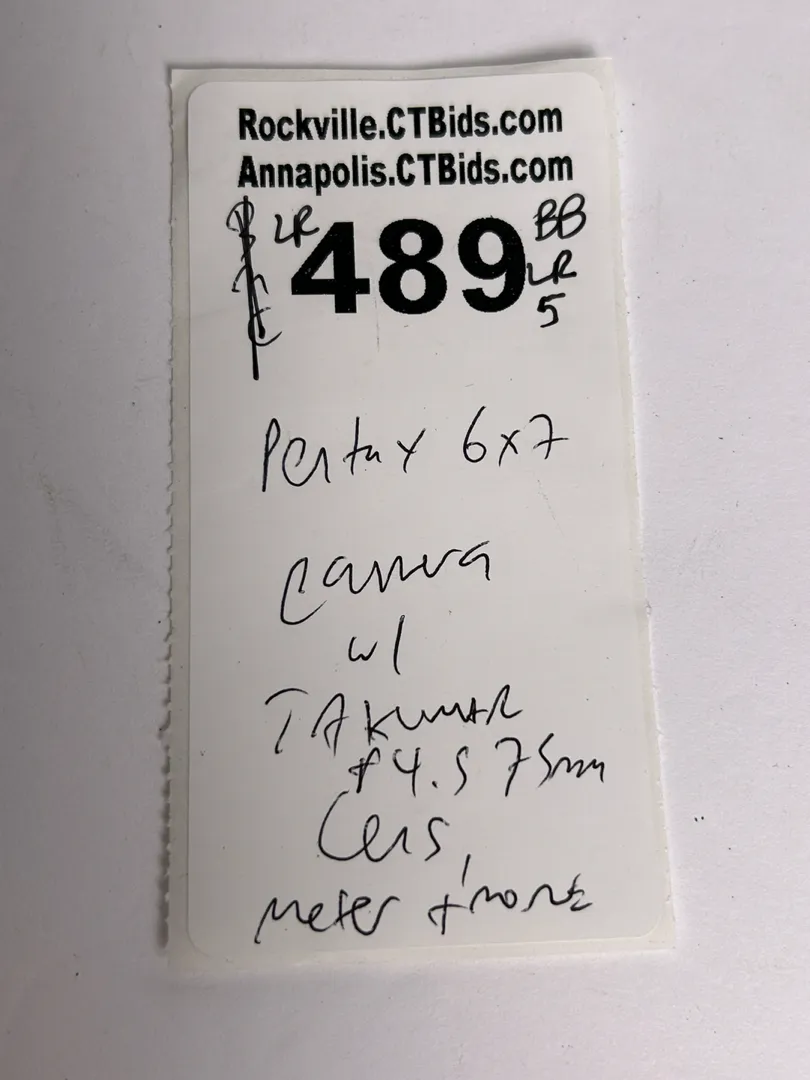 Rockville.CTBids.com
Annapolis.CTBids.com
LR 489 BB
LR
5
Pentax 6x7
Camera
w/
TAKUMAR
f4.5 75mm
Lens,
meter + more